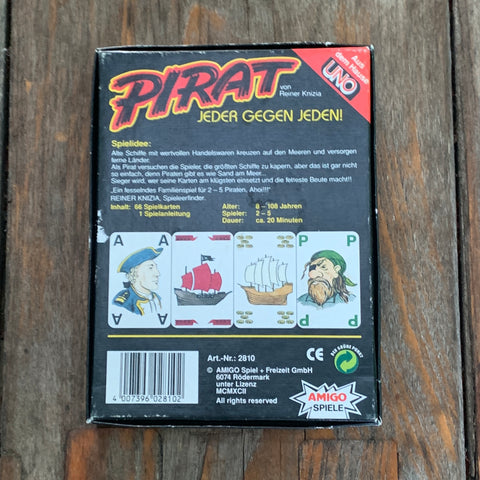 PIRAT
Aus
dem Hause
UNO
von
Reiner Knizia
JEDER GEGEN JEDEN!
Spielidee:
Alte Schiffe mit wertvollen Handelswaren kreuzen auf den Meeren und versorgen
ferne Länder.
Als Pirat versuchen die Spieler, die größten Schiffe zu kapern, aber das ist gar nicht
so einfach, denn Piraten gibt es wie Sand am Meer...
Sieger wird, wer seine Karten am klügsten einsetzt und die fetteste Beute macht!!
„Ein fesselndes Familienspiel für 2 – 5 Piraten, Ahoi!!!"
REINER KNIZIA, Spieleerfinder.
Inhalt: 66 Spielkarten Alter: 8 – 108 Jahren
1 Spielanleitung Spieler: 2 – 5
Dauer: ca. 20 Minuten
A A P P
A A P P
Art.-Nr.: 2810
© AMIGO Spiel + Freizeit GmbH
6074 Rödermark
unter Lizenz
MCMXCII
All rights reserved
4 007396 028102
CE
DER GRÜNE PUNKT
AMIGO
SPIELE